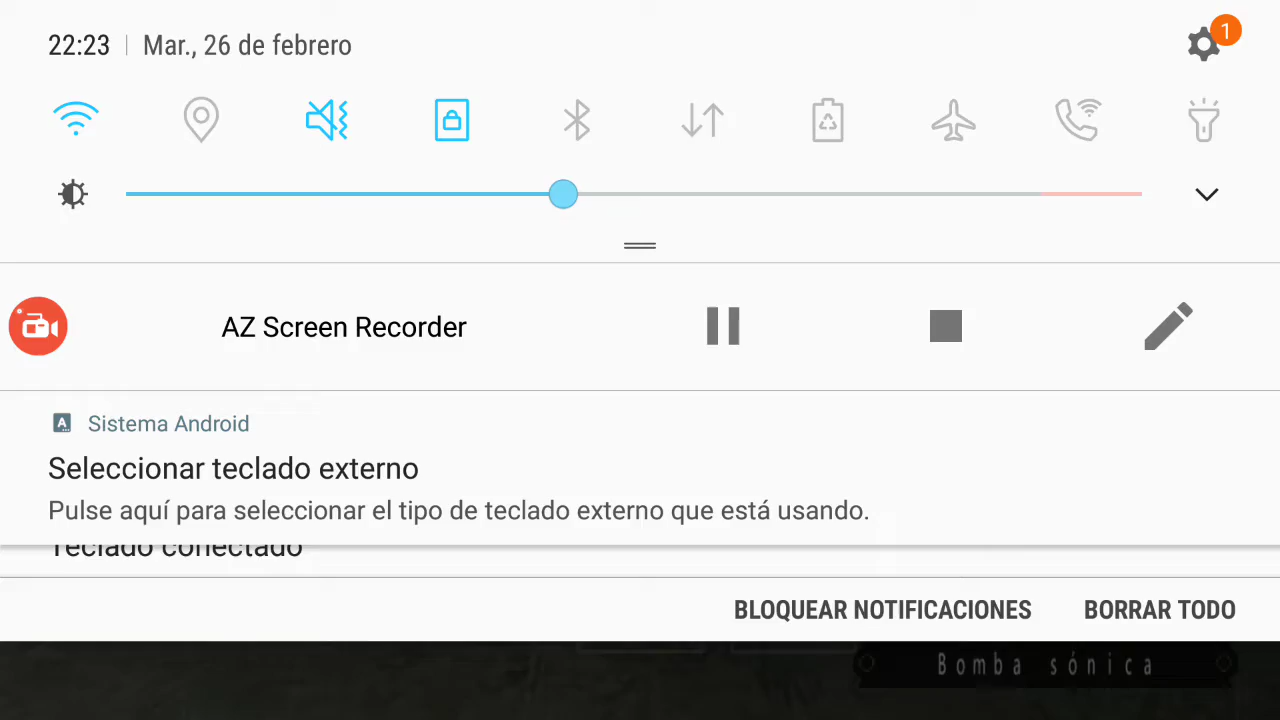 22:23 | Mar., 26 de febrero
1
AZ Screen Recorder
Sistema Android
Seleccionar teclado externo
Pulse aquí para seleccionar el tipo de teclado externo que está usando.
Teclado conectado
BLOQUEAR NOTIFICACIONES BORRAR TODO
Bomba sónica